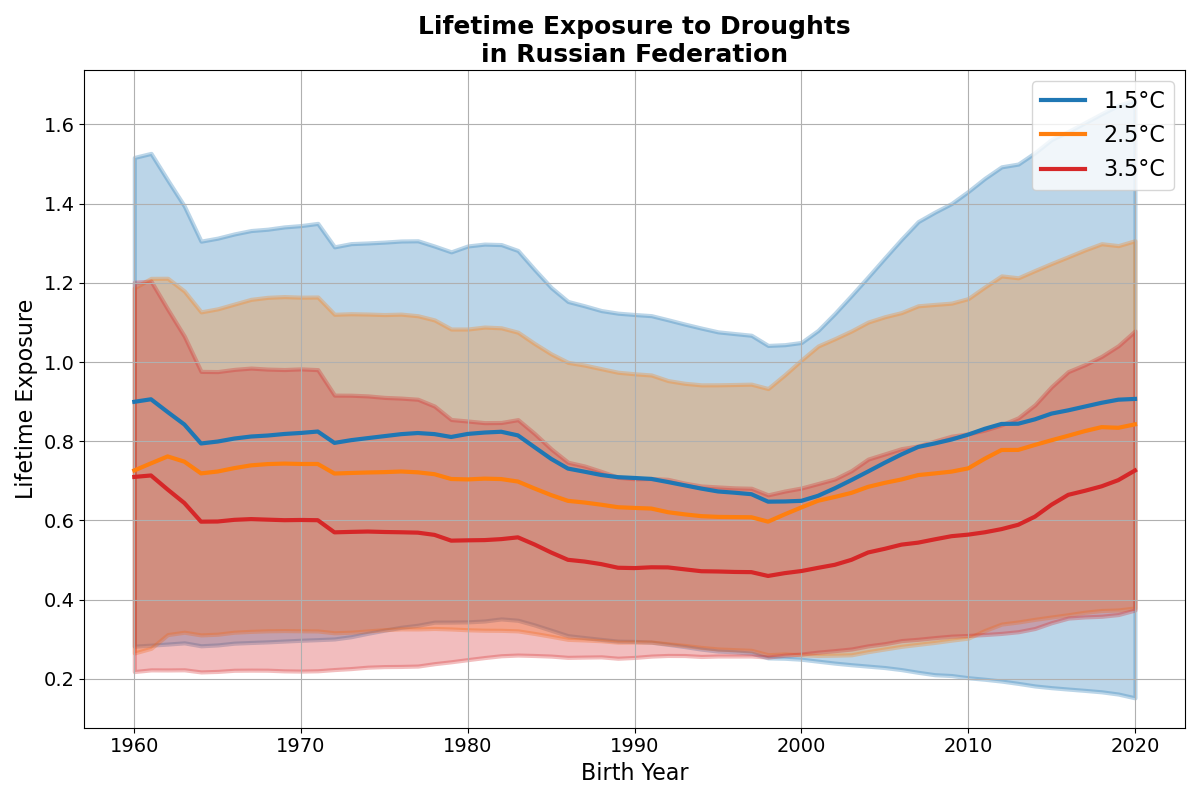 Lifetime Exposure to Droughts
in Russian Federation
1.5°C
2.5°C
3.5°C
Lifetime Exposure
1.6
1.4
1.2
1.0
0.8
0.6
0.4
0.2
1960 1970 1980 1990 2000 2010 2020
Birth Year